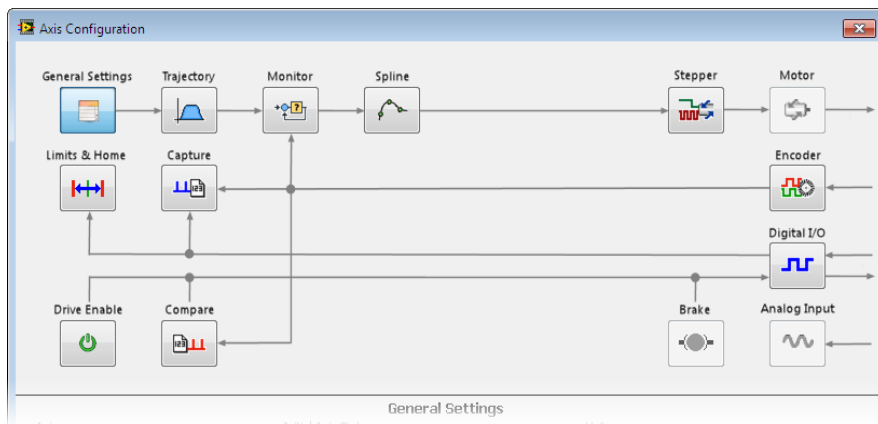 Axis Configuration
General Settings Trajectory Monitor Spline Stepper Motor
Limits & Home Capture Encoder
Digital I/O
Drive Enable Compare Brake Analog Input
General Settings